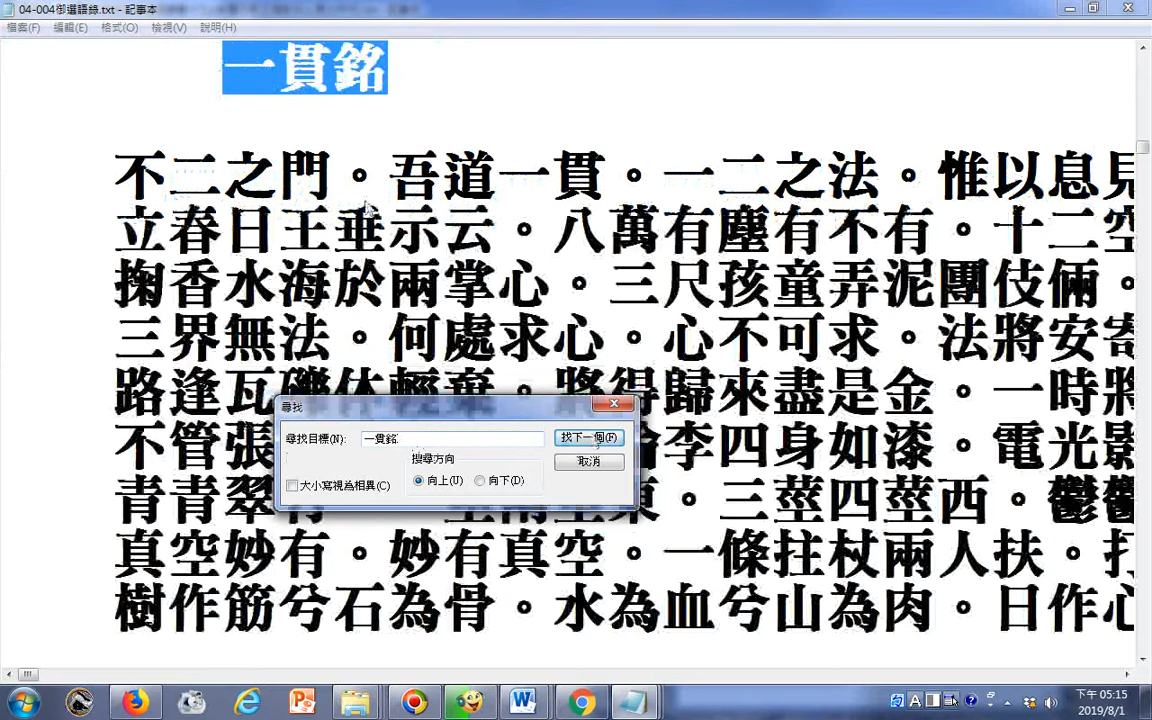 04-004御選語錄.txt - 記事本
檔案(F) 編輯(E) 格式(O) 檢視(V) 說明(H)
一貫銘
不二之門。吾道一貫。一二之法。惟以息見
立春日王垂示云。八萬有塵有不有。十二空
掬香水海於兩掌心。三尺孩童弄泥團伎倆。
三界無法。何處求心。心不可求。法將安寄
路逢瓦礫休輕棄。將得歸來盡是金。一時將
不管張
李四身如漆。電光影
青青翠
東。三莖四莖西。鬱鬱
真空妙有。妙有真空。一條拄杖兩人扶。打
樹作筋兮石為骨。水為血兮山為肉。日作心
尋找
尋找目標(N): 一貫銘 找下一個(F)
搜尋方向 取消
大小寫視為相異(C) 向上(U) 向下(D)
下午 05:15
2019/8/1